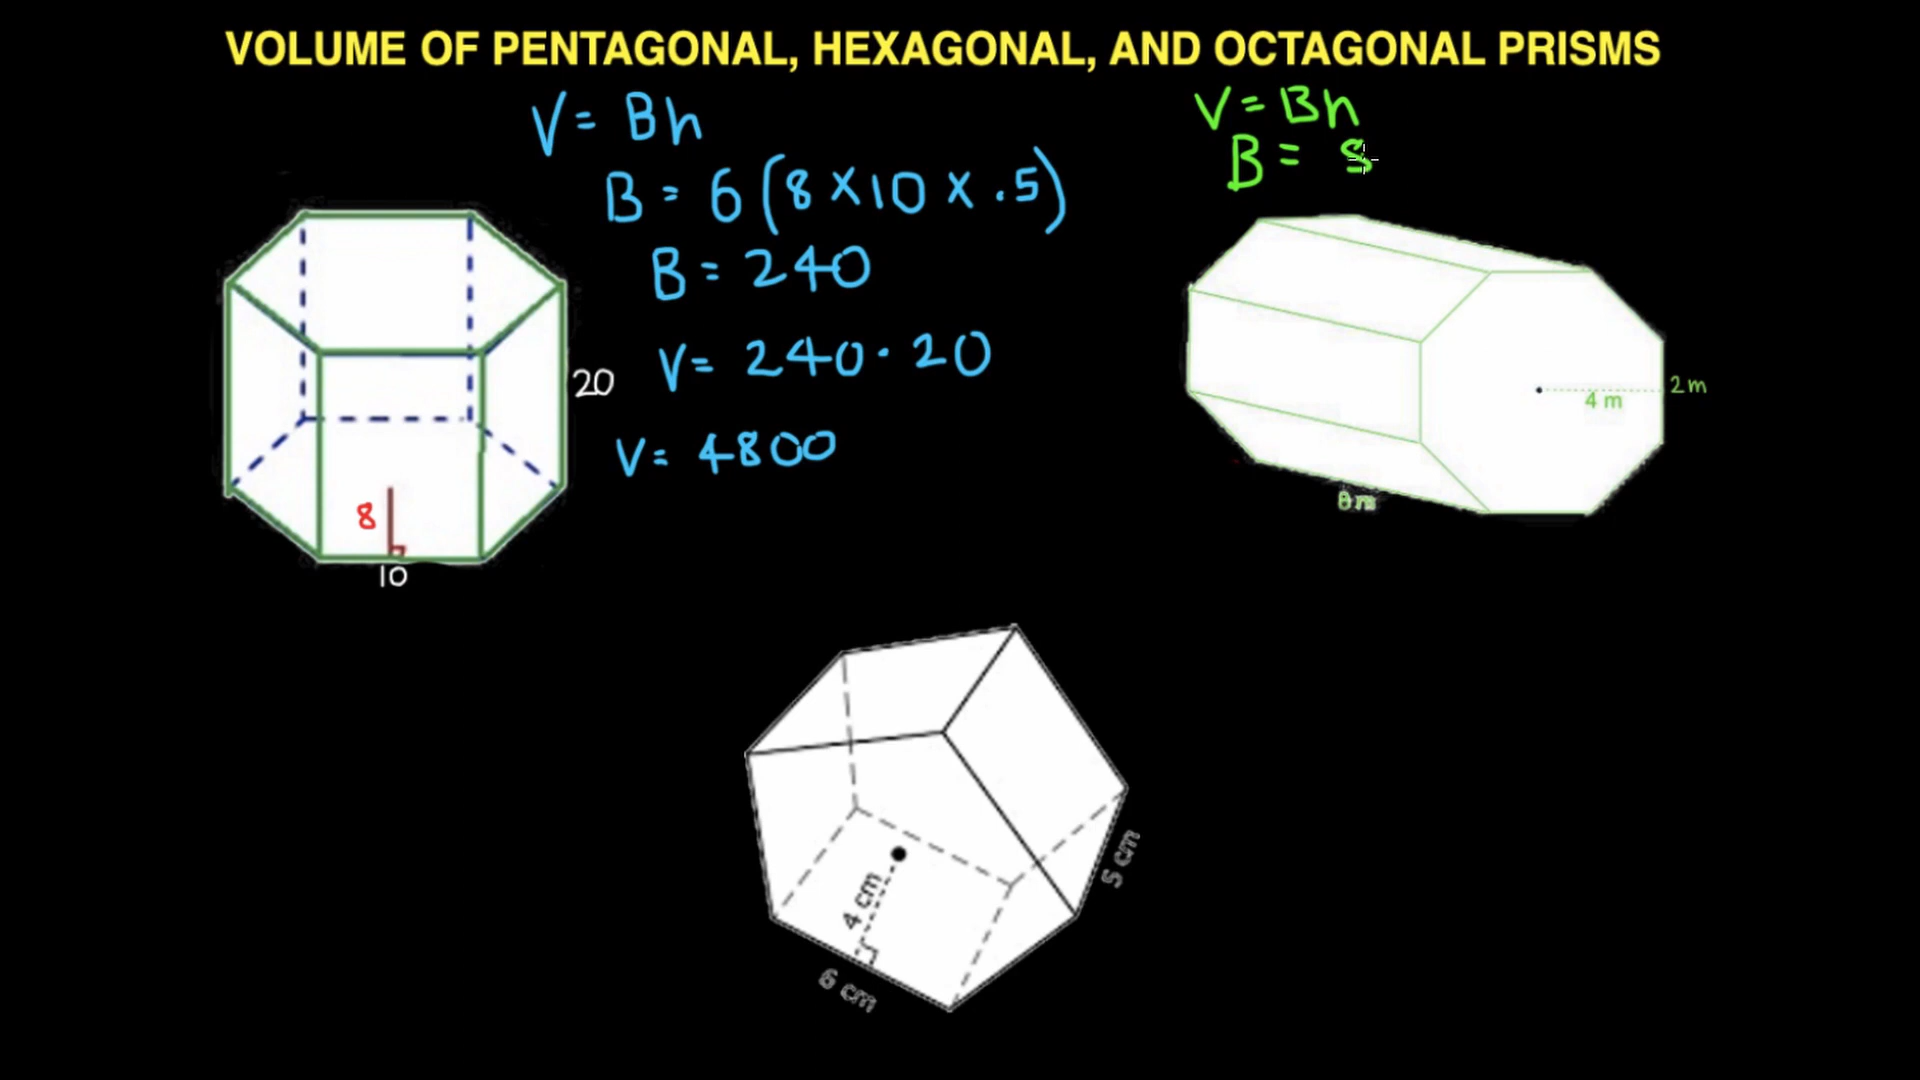 VOLUME OF PENTAGONAL, HEXAGONAL, AND OCTAGONAL PRISMS
V = Bh
B = 6 (8 X 10 X .5)
B = 240
V = 240 · 20
V = 4800
20
8
10
V = Bh
B =
4 m
2 m
8 m
4 cm
6 cm
5 cm